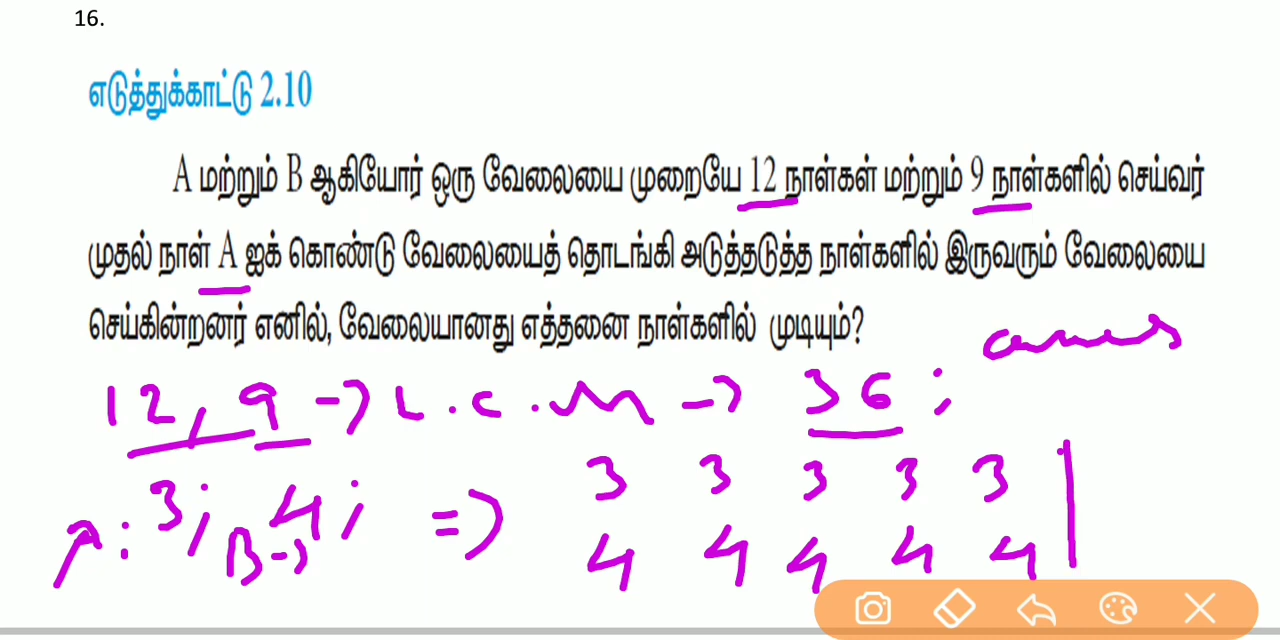 16.
எடுத்துக்காட்டு 2.10
A மற்றும் B ஆகியோர் ஒரு வேலையை முறையே 12 நாள்கள் மற்றும் 9 நாள்களில் செய்வர்
முதல் நாள் A ஐக் கொண்டு வேலையைத் தொடங்கி அடுத்தடுத்த நாள்களில் இருவரும் வேலையை
செய்கின்றனர் எனில், வேலையானது எத்தனை நாள்களில் முடியும்?
12, 9 -> L.C.M -> 36;
A: 3; B-> 4; => 3 3 3 3 3
4 4 4 4 4